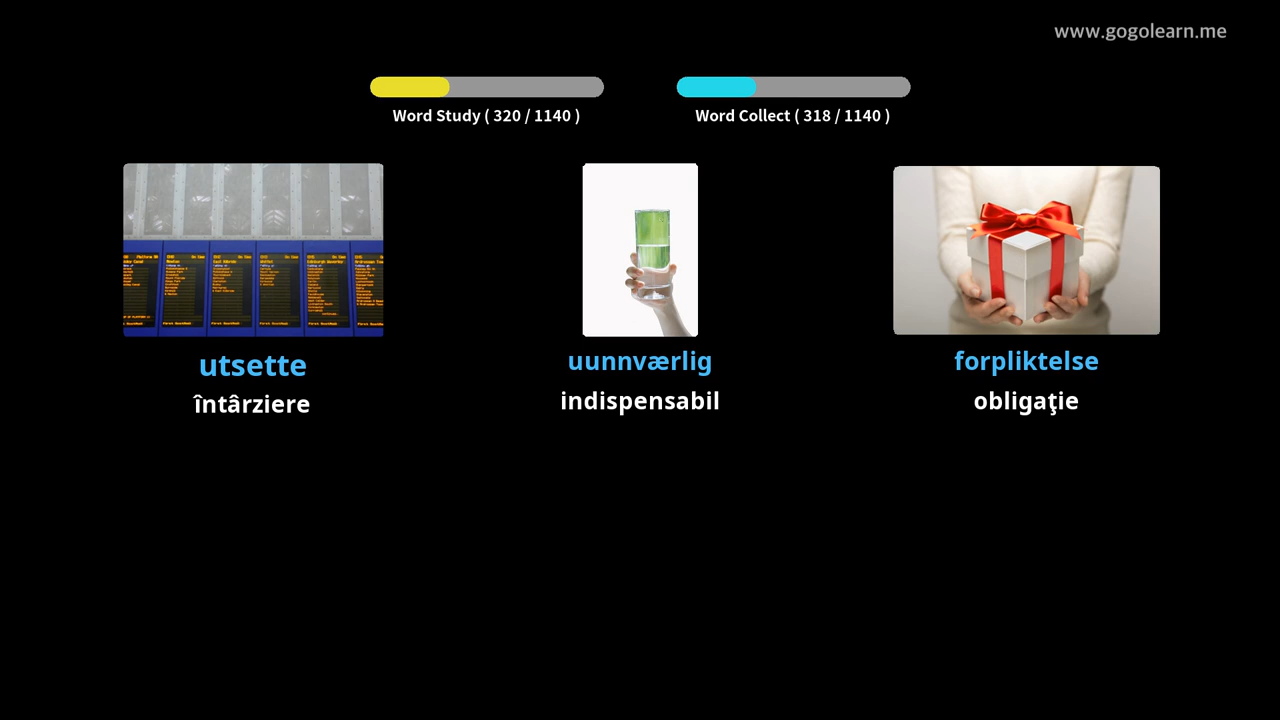 www.gogolearn.me
Word Study ( 320 / 1140 )
Word Collect ( 318 / 1140 )
utsette
uunnværlig
forpliktelse
întârziere
indispensabil
obligaţie